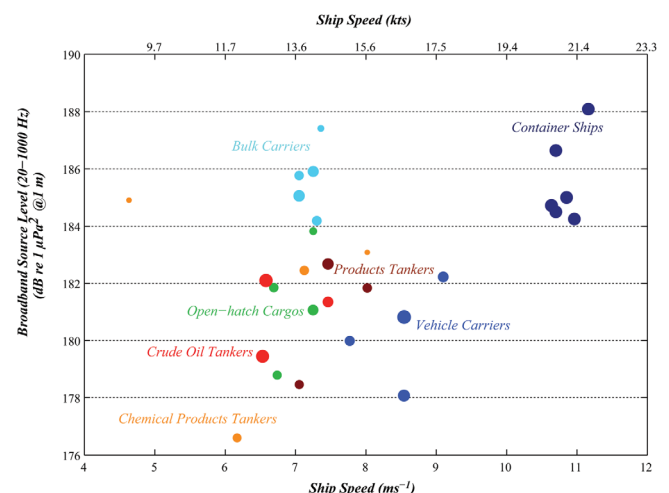 Ship Speed (kts)
9.7 11.7 13.6 15.6 17.5 19.4 21.4 23.3
190
188
186
184
182
180
178
176
Broadband Source Level (20−1000 Hz)
(dB re 1 μPa² @1 m)
Container Ships
Bulk Carriers
Products Tankers
Open−hatch Cargos
Vehicle Carriers
Crude Oil Tankers
Chemical Products Tankers
4 5 6 7 8 9 10 11 12
Ship Speed (ms⁻¹)